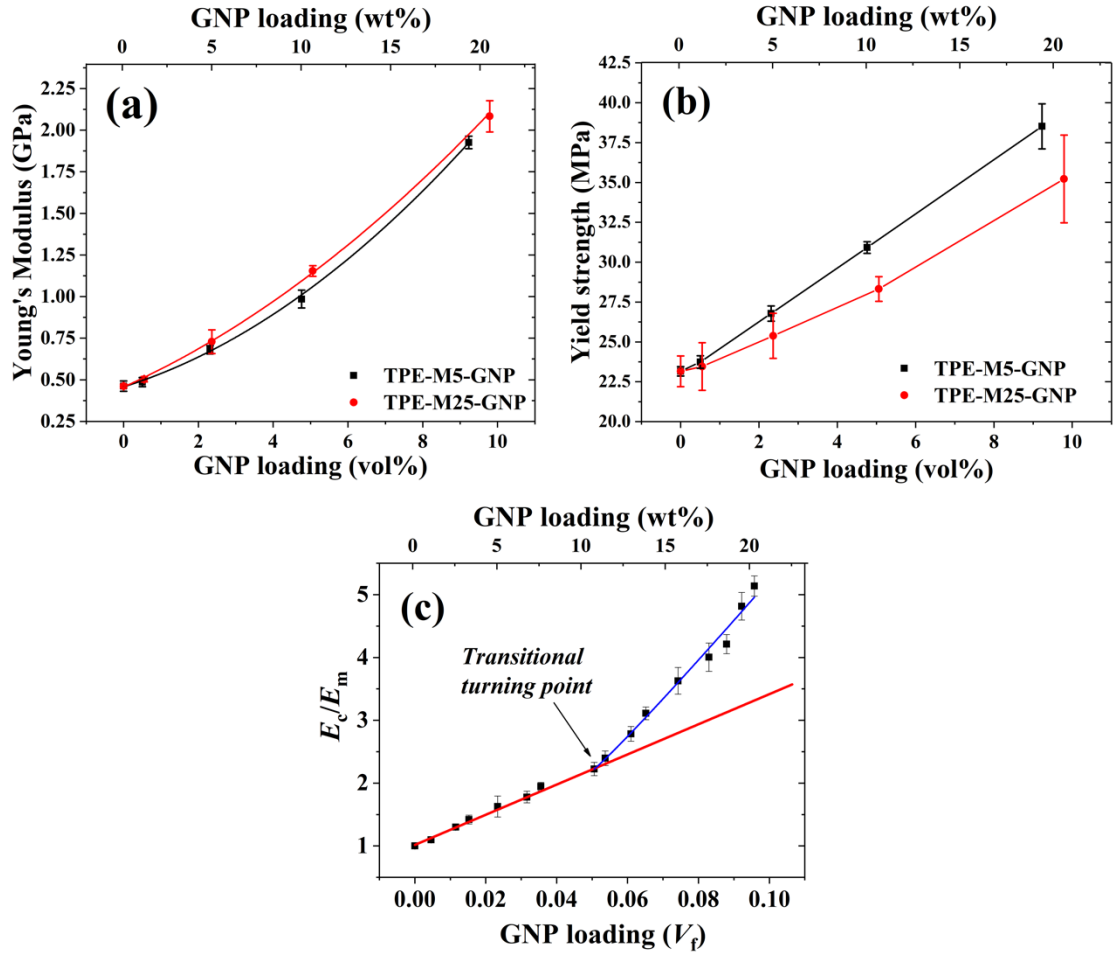 GNP loading (wt%)
0 5 10 15 20
(a)
Young's Modulus (GPa)
2.25
2.00
1.75
1.50
1.25
1.00
0.75
0.50
0.25
TPE-M5-GNP
TPE-M25-GNP
0 2 4 6 8 10
GNP loading (vol%)
GNP loading (wt%)
0 5 10 15 20
(b)
Yield strength (MPa)
42.5
40.0
37.5
35.0
32.5
30.0
27.5
25.0
22.5
20.0
TPE-M5-GNP
TPE-M25-GNP
0 2 4 6 8 10
GNP loading (vol%)
GNP loading (wt%)
0 5 10 15 20
(c)
Ec/Em
5
4
3
2
1
Transitional
turning point
0.00 0.02 0.04 0.06 0.08 0.10
GNP loading (Vf)